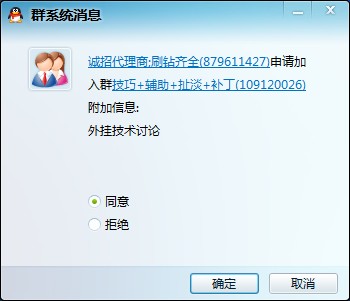 群系统消息
诚招代理商;刷钻齐全(879611427)申请加
入群技巧+辅助+扯淡+补丁(109120026)
附加信息:
外挂技术讨论
同意
拒绝
确定 取消